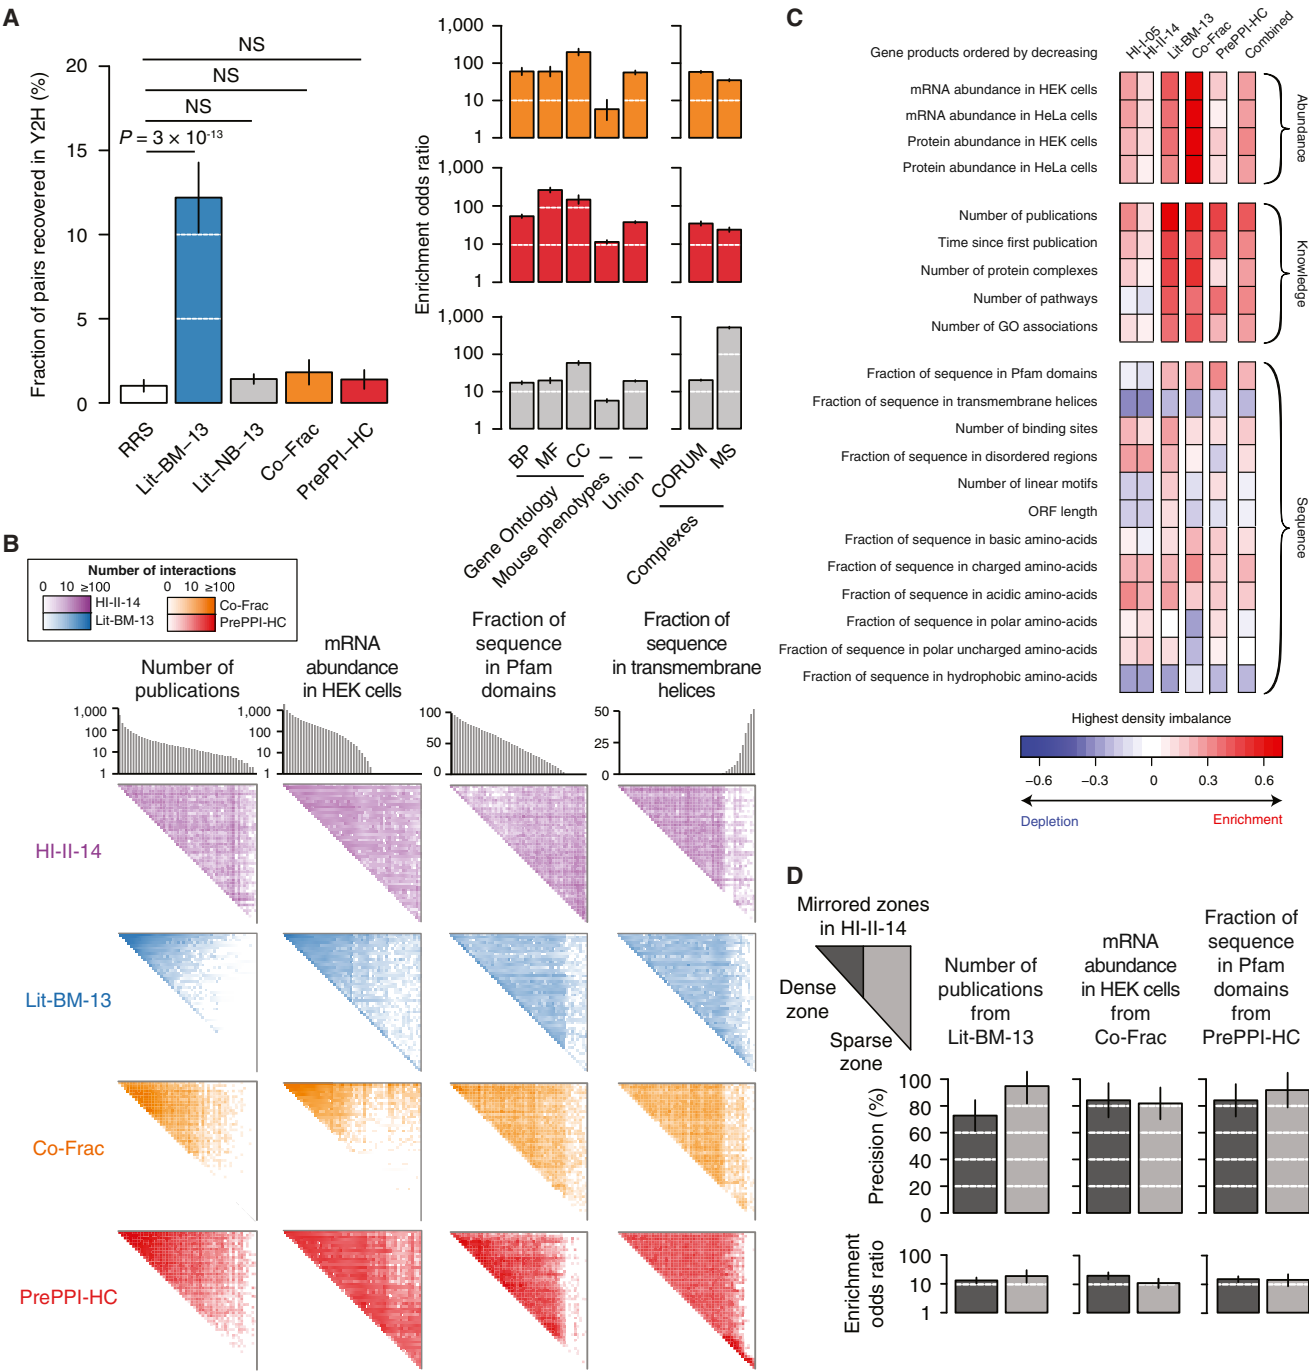 A
Fraction of pairs recovered in Y2H (%)
20
15
10
5
0
NS
NS
NS
P = 3 × 10-13
RRS
Lit-BM–13
Lit–NB–13
Co–Frac
PrePPI–HC
Enrichment odds ratio
1,000
100
10
1
1,000
100
10
1
1,000
100
10
1
BP
MF
CC
–
–
CORUM
MS
Gene Ontology
Mouse phenotypes
Union
Complexes
B
Number of interactions
0 10 ≥100
0 10 ≥100
HI-II-14
Lit-BM-13
Co-Frac
PrePPI-HC
Number of
publications
mRNA
abundance
in HEK cells
Fraction of
sequence
in Pfam
domains
Fraction of
sequence
in transmembrane
helices
1,000
100
10
1
1,000
100
10
1
100
50
0
50
25
0
HI-II-14
Lit-BM-13
Co-Frac
PrePPI-HC
C
Gene products ordered by decreasing
HI-I-05
HI-II-14
Lit-BM-13
Co-Frac
PrePPI-HC
Combined
mRNA abundance in HEK cells
mRNA abundance in HeLa cells
Protein abundance in HEK cells
Protein abundance in HeLa cells
Abundance
Number of publications
Time since first publication
Number of protein complexes
Number of pathways
Number of GO associations
Knowledge
Fraction of sequence in Pfam domains
Fraction of sequence in transmembrane helices
Number of binding sites
Fraction of sequence in disordered regions
Number of linear motifs
ORF length
Fraction of sequence in basic amino-acids
Fraction of sequence in charged amino-acids
Fraction of sequence in acidic amino-acids
Fraction of sequence in polar amino-acids
Fraction of sequence in polar uncharged amino-acids
Fraction of sequence in hydrophobic amino-acids
Sequence
Highest density imbalance
−0.6 −0.3 0 0.3 0.6
Depletion
Enrichment
D
Mirrored zones
in HI-II-14
Dense
zone
Sparse
zone
Number of
publications
from
Lit-BM-13
mRNA
abundance
in HEK cells
from
Co-Frac
Fraction of
sequence
in Pfam
domains
from
PrePPI-HC
Precision (%)
100
80
60
40
20
0
Enrichment
odds ratio
100
10
1